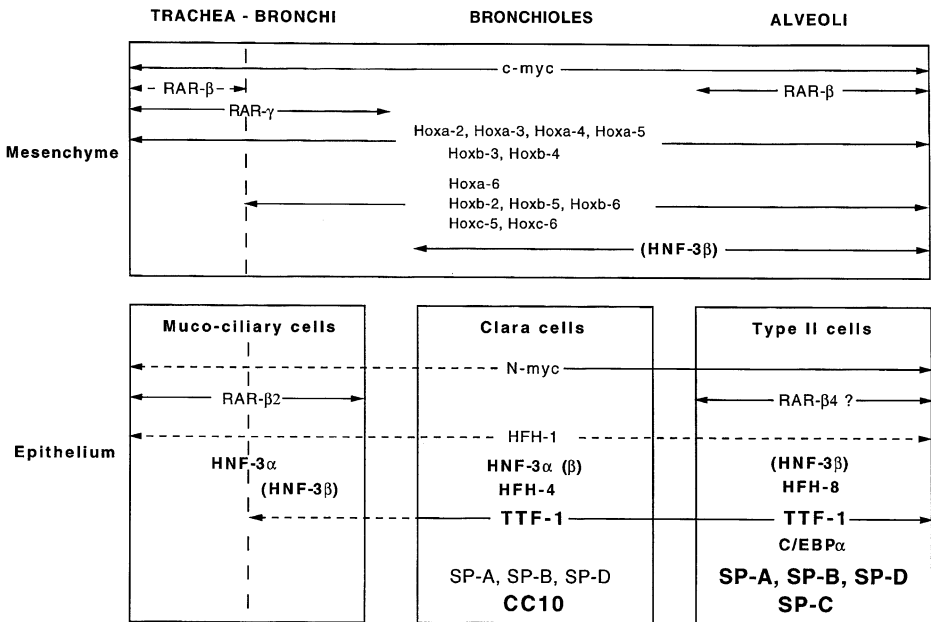 TRACHEA - BRONCHI BRONCHIOLES ALVEOLI
c-myc
RAR-β RAR-β
RAR-γ
Hoxa-2, Hoxa-3, Hoxa-4, Hoxa-5
Mesenchyme
Hoxb-3, Hoxb-4
Hoxa-6
Hoxb-2, Hoxb-5, Hoxb-6
Hoxc-5, Hoxc-6
(HNF-3β)
Muco-ciliary cells Clara cells Type II cells
N-myc
RAR-β2 RAR-β4 ?
HFH-1
Epithelium
HNF-3α HNF-3α (β) (HNF-3β)
(HNF-3β) HFH-4 HFH-8
TTF-1 TTF-1
C/EBPα
SP-A, SP-B, SP-D SP-A, SP-B, SP-D
CC10 SP-C